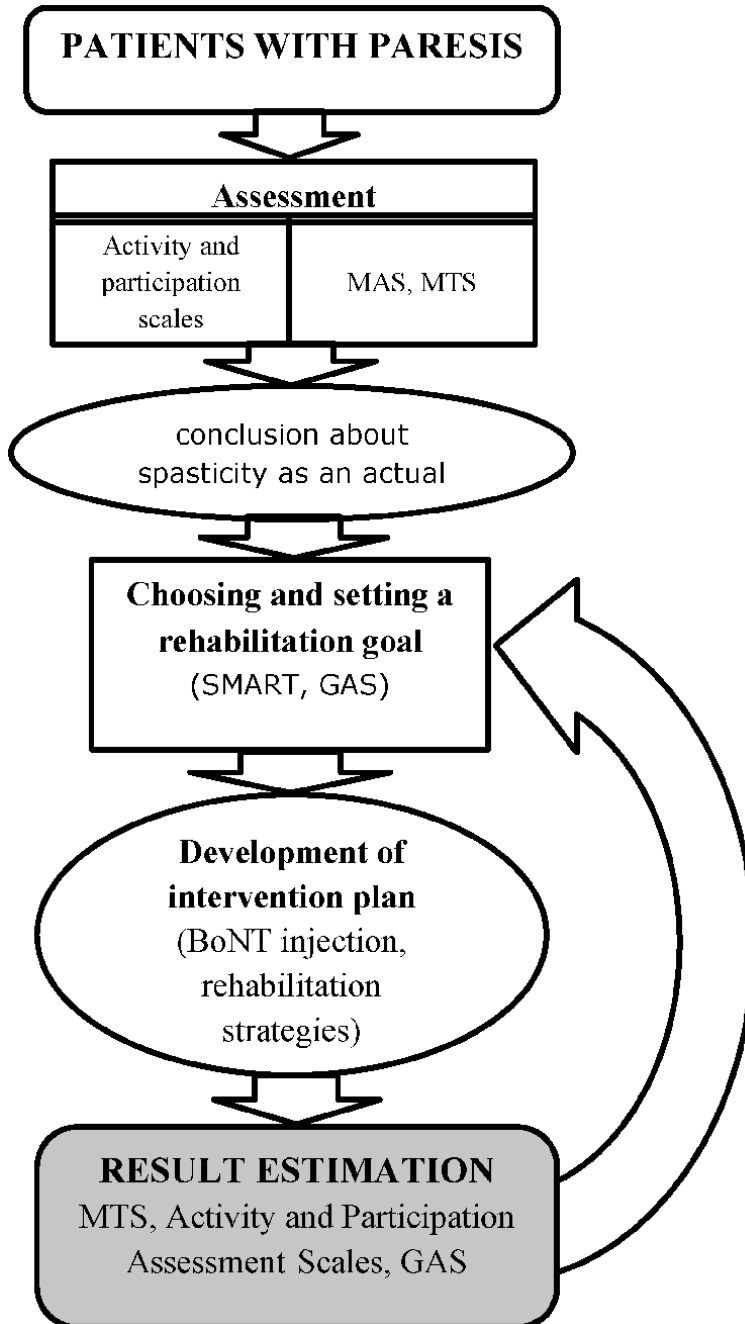 PATIENTS WITH PARESIS
Assessment
Activity and
participation
scales
MAS, MTS
conclusion about
spasticity as an actual
Choosing and setting a
rehabilitation goal
(SMART, GAS)
Development of
intervention plan
(BoNT injection,
rehabilitation
strategies)
RESULT ESTIMATION
MTS, Activity and Participation
Assessment Scales, GAS